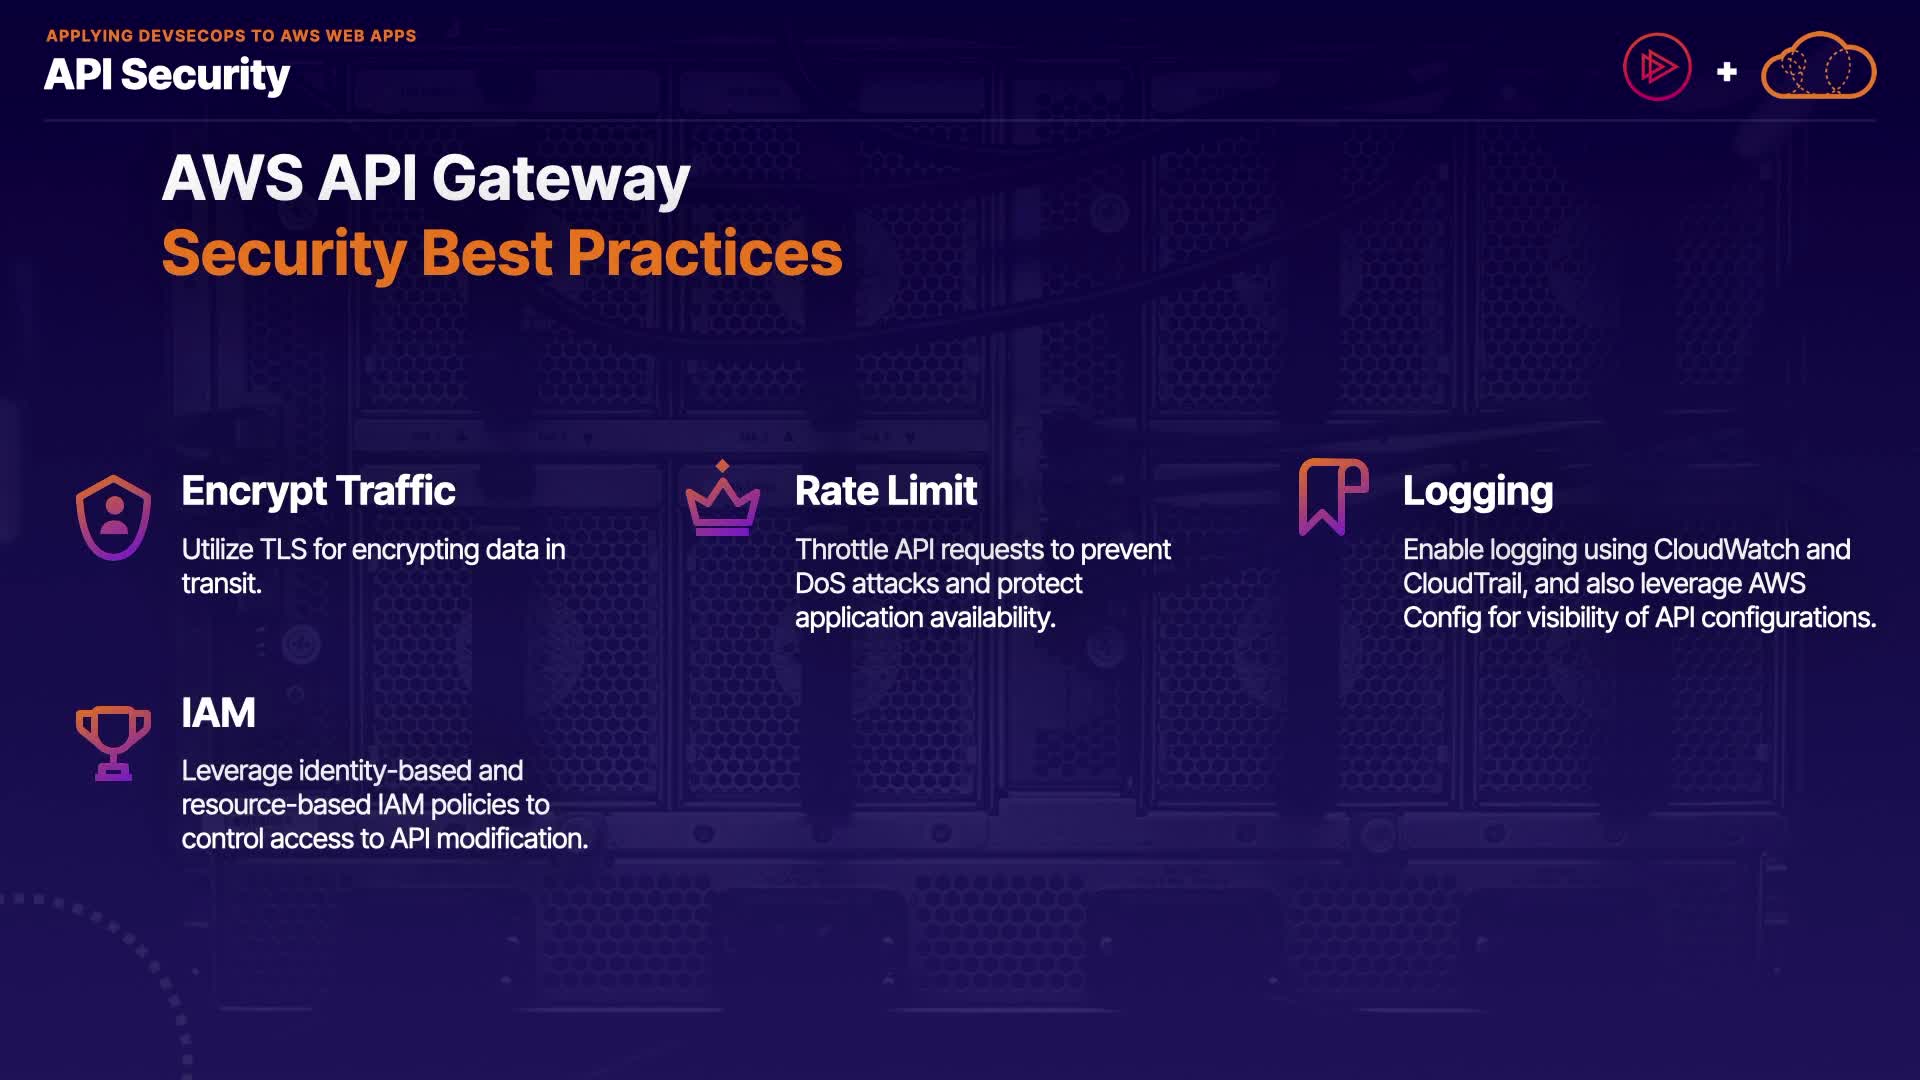 APPLYING DEVSECOPS TO AWS WEB APPS
API Security
AWS API Gateway
Security Best Practices
Encrypt Traffic
Utilize TLS for encrypting data in
transit.
Rate Limit
Throttle API requests to prevent
DoS attacks and protect
application availability.
Logging
Enable logging using CloudWatch and
CloudTrail, and also leverage AWS
Config for visibility of API configurations.
IAM
Leverage identity-based and
resource-based IAM policies to
control access to API modification.